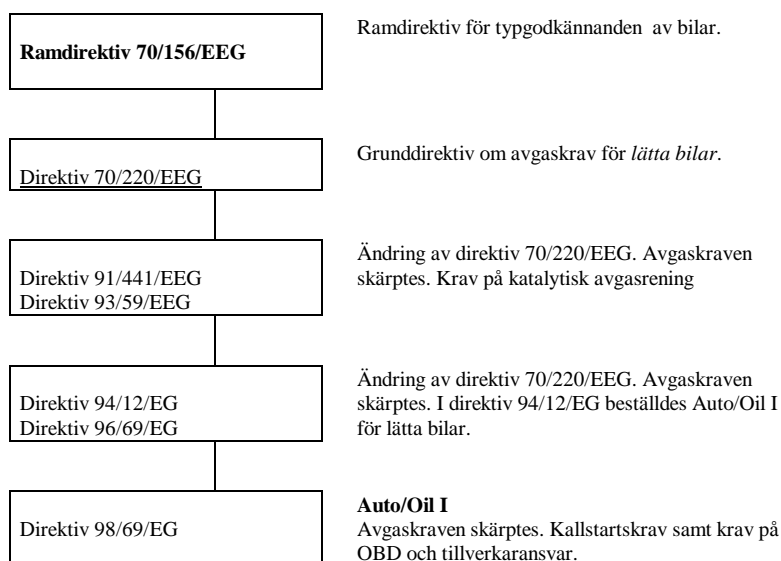 Ramdirektiv 70/156/EEG
Ramdirektiv för typgodkännanden av bilar.
Direktiv 70/220/EEG
Grunddirektiv om avgaskrav för lätta bilar.
Direktiv 91/441/EEG
Direktiv 93/59/EEG
Ändring av direktiv 70/220/EEG. Avgaskraven
skärptes. Krav på katalytisk avgasrening
Direktiv 94/12/EG
Direktiv 96/69/EG
Ändring av direktiv 70/220/EEG. Avgaskraven
skärptes. I direktiv 94/12/EG beställdes Auto/Oil I
för lätta bilar.
Direktiv 98/69/EG
Auto/Oil I
Avgaskraven skärptes. Kallstartskrav samt krav på
OBD och tillverkaransvar.